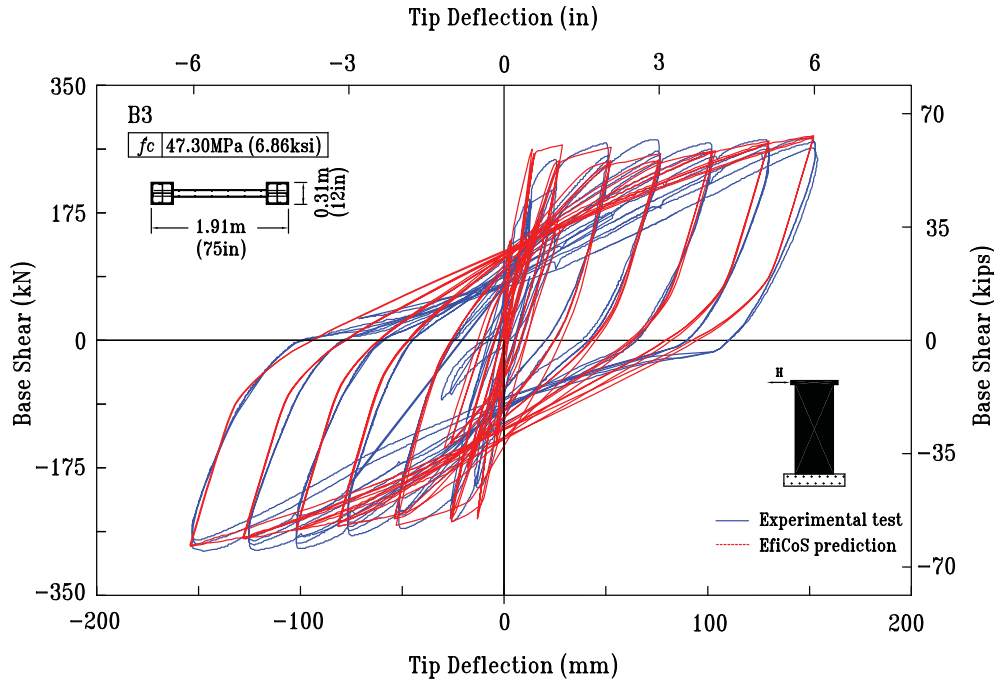 Tip Deflection (in)
-6 -3 0 3 6
350
175
0
-175
-350
Base Shear (kN)
B3
f'c 47.30MPa (6.86ksi)
0.31m
(12in)
1.91m
(75in)
70
35
0
-35
-70
Base Shear (kips)
H
Experimental test
EfiCoS prediction
-200 -100 0 100 200
Tip Deflection (mm)